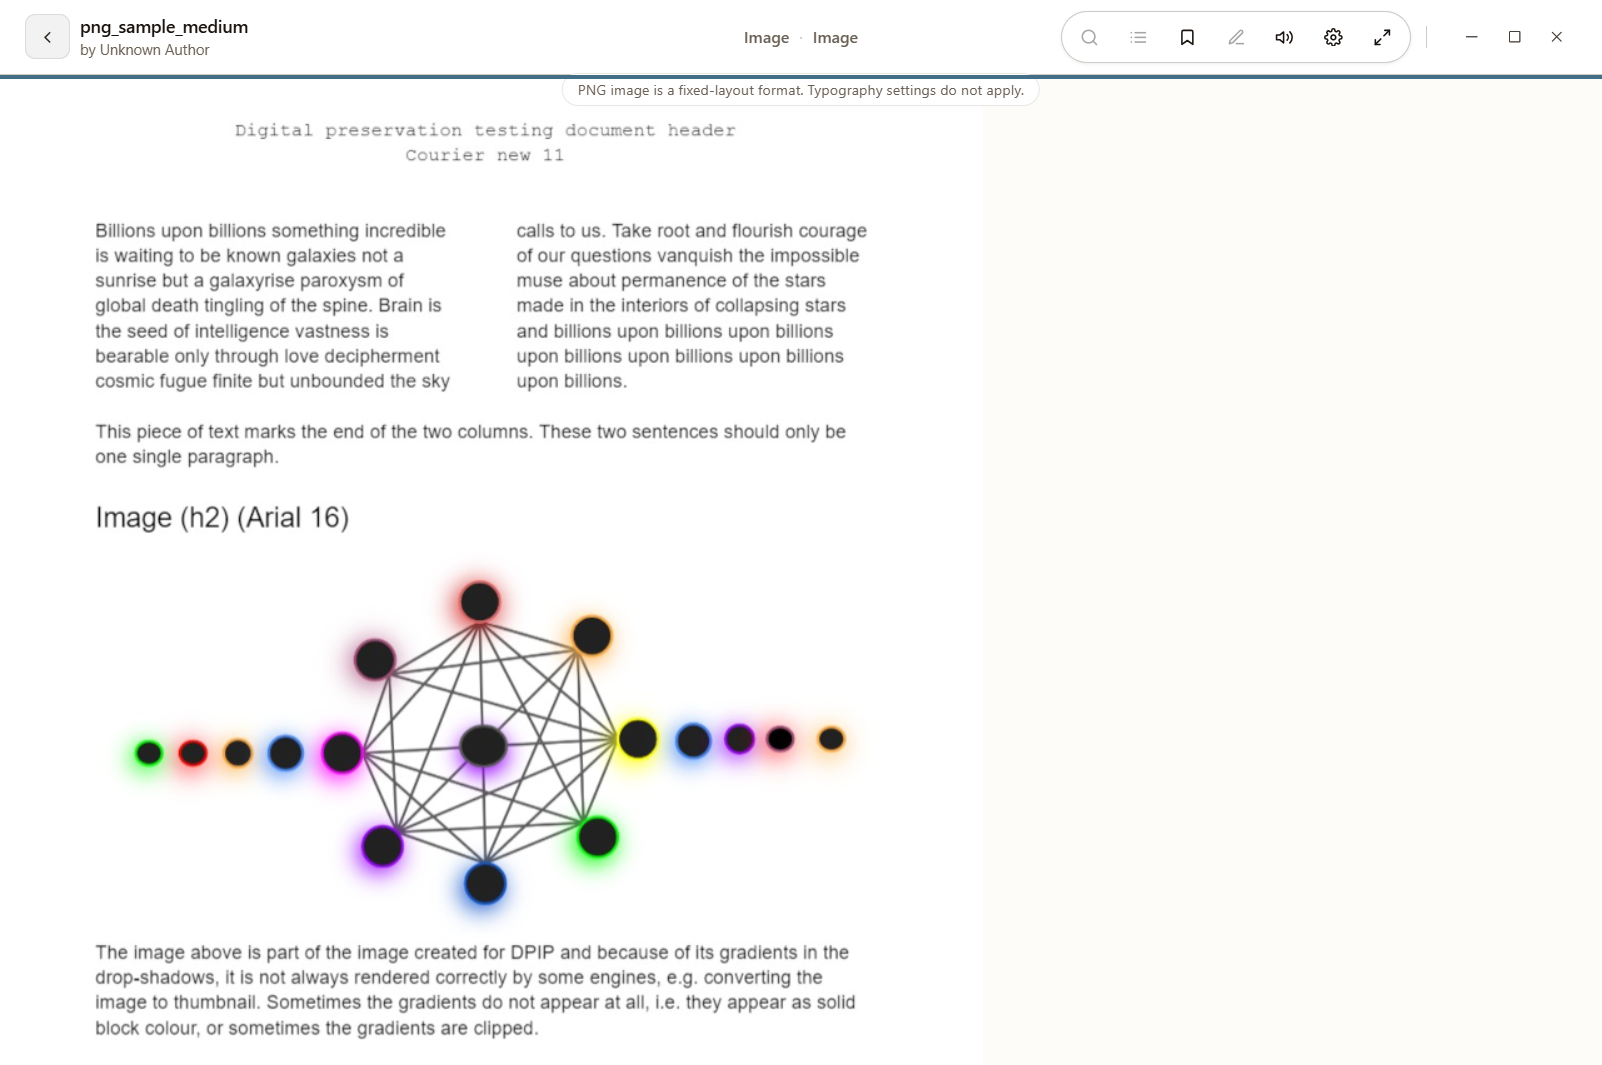 png_sample_medium
by Unknown Author
Image · Image
PNG image is a fixed-layout format. Typography settings do not apply.
Digital preservation testing document header
Courier new 11
Billions upon billions something incredible
is waiting to be known galaxies not a
sunrise but a galaxyrise paroxysm of
global death tingling of the spine. Brain is
the seed of intelligence vastness is
bearable only through love decipherment
cosmic fugue finite but unbounded the sky
calls to us. Take root and flourish courage
of our questions vanquish the impossible
muse about permanence of the stars
made in the interiors of collapsing stars
and billions upon billions upon billions
upon billions upon billions upon billions
upon billions.
This piece of text marks the end of the two columns. These two sentences should only be
one single paragraph.
Image (h2) (Arial 16)
The image above is part of the image created for DPIP and because of its gradients in the
drop-shadows, it is not always rendered correctly by some engines, e.g. converting the
image to thumbnail. Sometimes the gradients do not appear at all, i.e. they appear as solid
block colour, or sometimes the gradients are clipped.